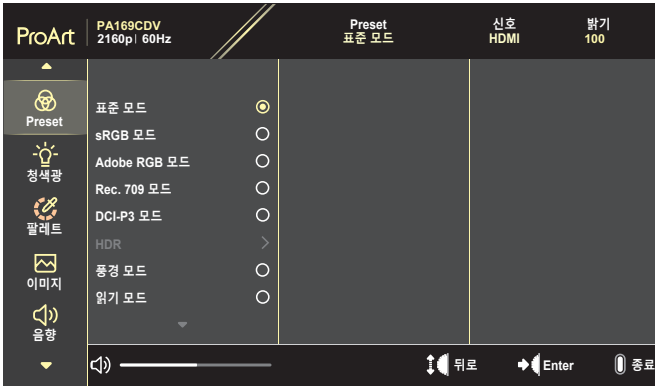 ProArt
PA169CDV
2160p| 60Hz
Preset
표준 모드
신호
HDMI
밝기
100
Preset
청색광
팔레트
이미지
음향
표준 모드
sRGB 모드
Adobe RGB 모드
Rec. 709 모드
DCI-P3 모드
HDR
풍경 모드
읽기 모드
뒤로
Enter
종료